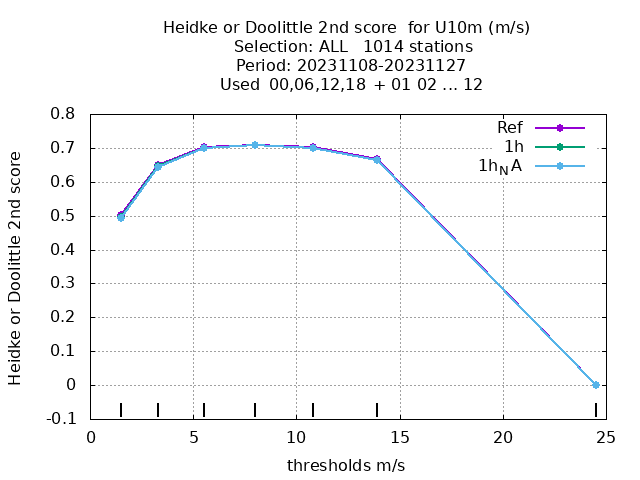 Heidke or Doolittle 2nd score  for U10m (m/s)
Selection: ALL   1014 stations
Period: 20231108-20231127
Used  00,06,12,18  + 01 02 ... 12
Ref
1h
1h_NA
Heidke or Doolittle 2nd score
0.8
0.7
0.6
0.5
0.4
0.3
0.2
0.1
0
-0.1
0 5 10 15 20 25
thresholds m/s